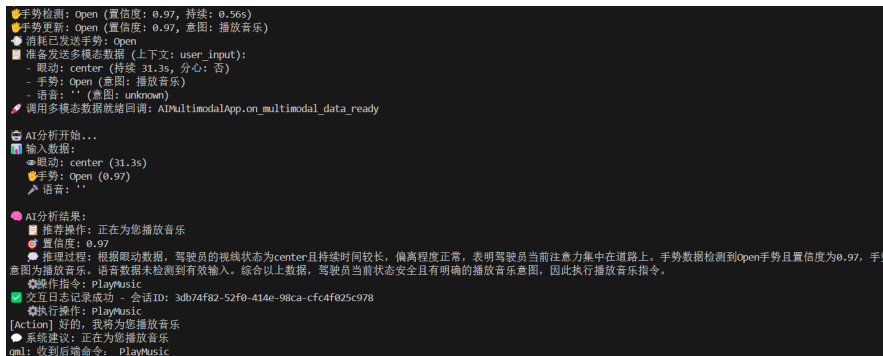 🖐手势检测: Open (置信度: 0.97, 持续: 0.56s)
🖐手势更新: Open (置信度: 0.97, 意图: 播放音乐)
💨 消耗已发送手势: Open
📋 准备发送多模态数据 (上下文: user_input):
- 眼动: center (持续 31.3s, 分心: 否)
- 手势: Open (意图: 播放音乐)
- 语音: '' (意图: unknown)
🚀 调用多模态数据就绪回调: AIMultimodalApp.on_multimodal_data_ready
🤖 AI分析开始...
📊 输入数据:
👁眼动: center (31.3s)
🖐手势: Open (0.97)
🎤 语音: ''
🧠 AI分析结果:
📋 推荐操作: 正在为您播放音乐
🎯 置信度: 0.97
💭 推理过程: 根据眼动数据, 驾驶员的视线状态为center且持续时间较长, 偏离程度正常, 表明驾驶员当前注意力集中在道路上。手势数据检测到Open手势且置信度为0.97, 手
意图为播放音乐。语音数据未检测到有效输入。综合以上数据, 驾驶员当前状态安全且有明确的播放音乐意图, 因此执行播放音乐指令。
⚙操作指令: PlayMusic
✅ 交互日志记录成功 - 会话ID: 3db74f82-52f0-414e-98ca-cfc4f025c978
⚙执行操作: PlayMusic
[Action] 好的, 我将为您播放音乐
💬 系统建议: 正在为您播放音乐
qml: 收到后端命令: PlayMusic